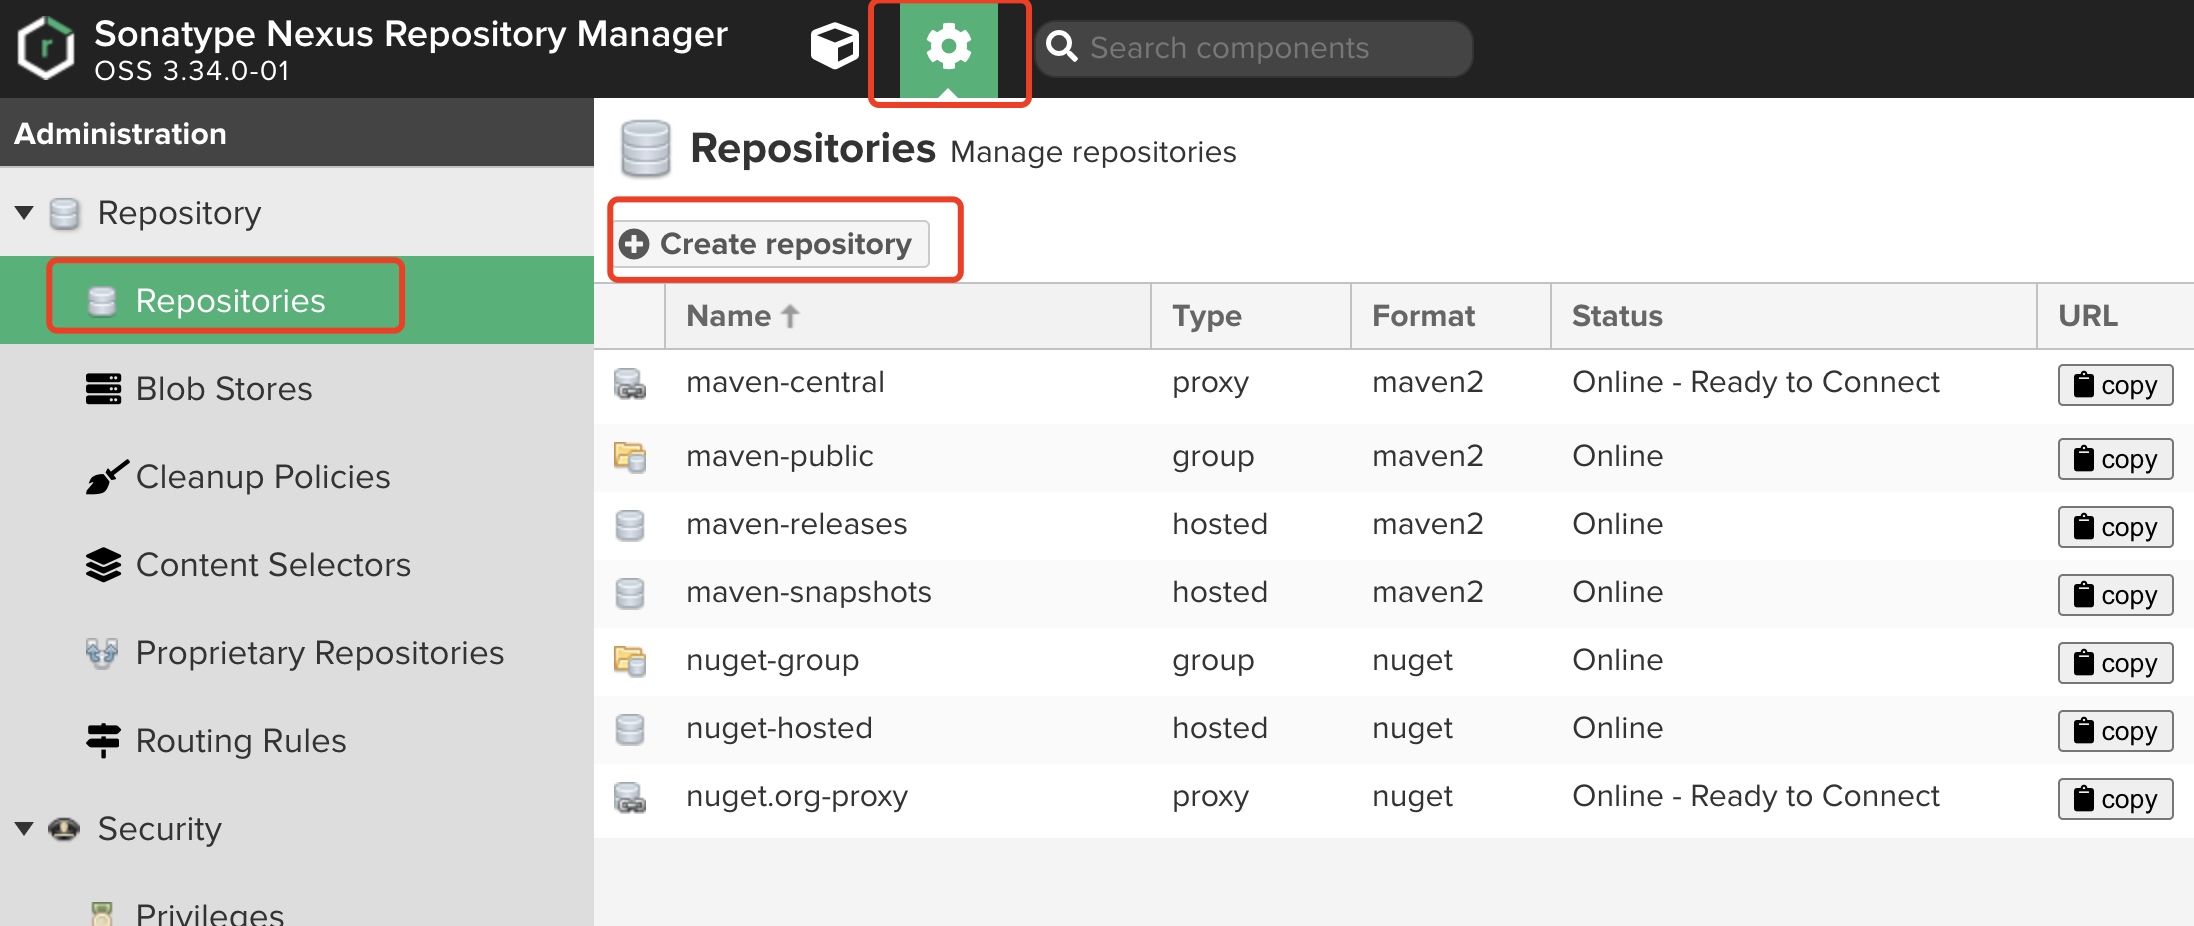 Sonatype Nexus Repository Manager
OSS 3.34.0-01
Search components
Administration
Repository
Repositories
Blob Stores
Cleanup Policies
Content Selectors
Proprietary Repositories
Routing Rules
Security
Privileges
Repositories Manage repositories
Create repository
Name Type Format Status URL
maven-central proxy maven2 Online - Ready to Connect copy
maven-public group maven2 Online copy
maven-releases hosted maven2 Online copy
maven-snapshots hosted maven2 Online copy
nuget-group group nuget Online copy
nuget-hosted hosted nuget Online copy
nuget.org-proxy proxy nuget Online - Ready to Connect copy